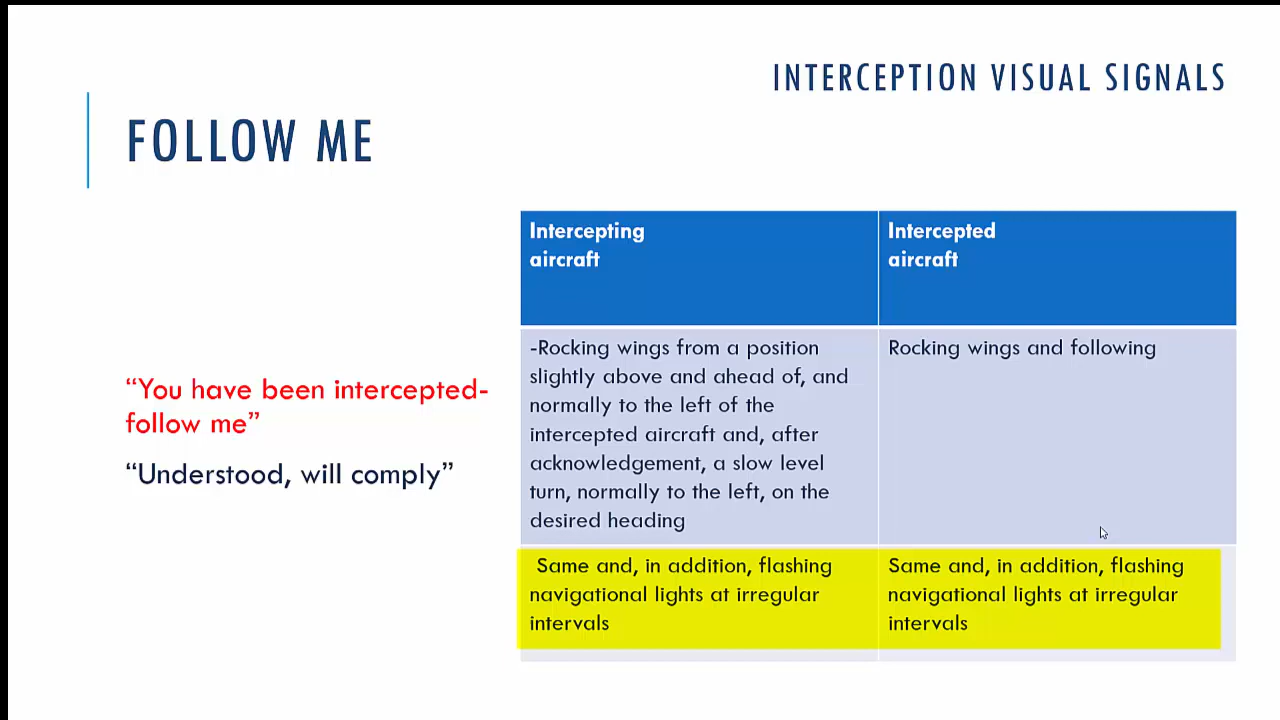 INTERCEPTION VISUAL SIGNALS
FOLLOW ME
“You have been intercepted-
follow me”
“Understood, will comply”
Intercepting
aircraft
Intercepted
aircraft
-Rocking wings from a position
slightly above and ahead of, and
normally to the left of the
intercepted aircraft and, after
acknowledgement, a slow level
turn, normally to the left, on the
desired heading
Rocking wings and following
Same and, in addition, flashing
navigational lights at irregular
intervals
Same and, in addition, flashing
navigational lights at irregular
intervals